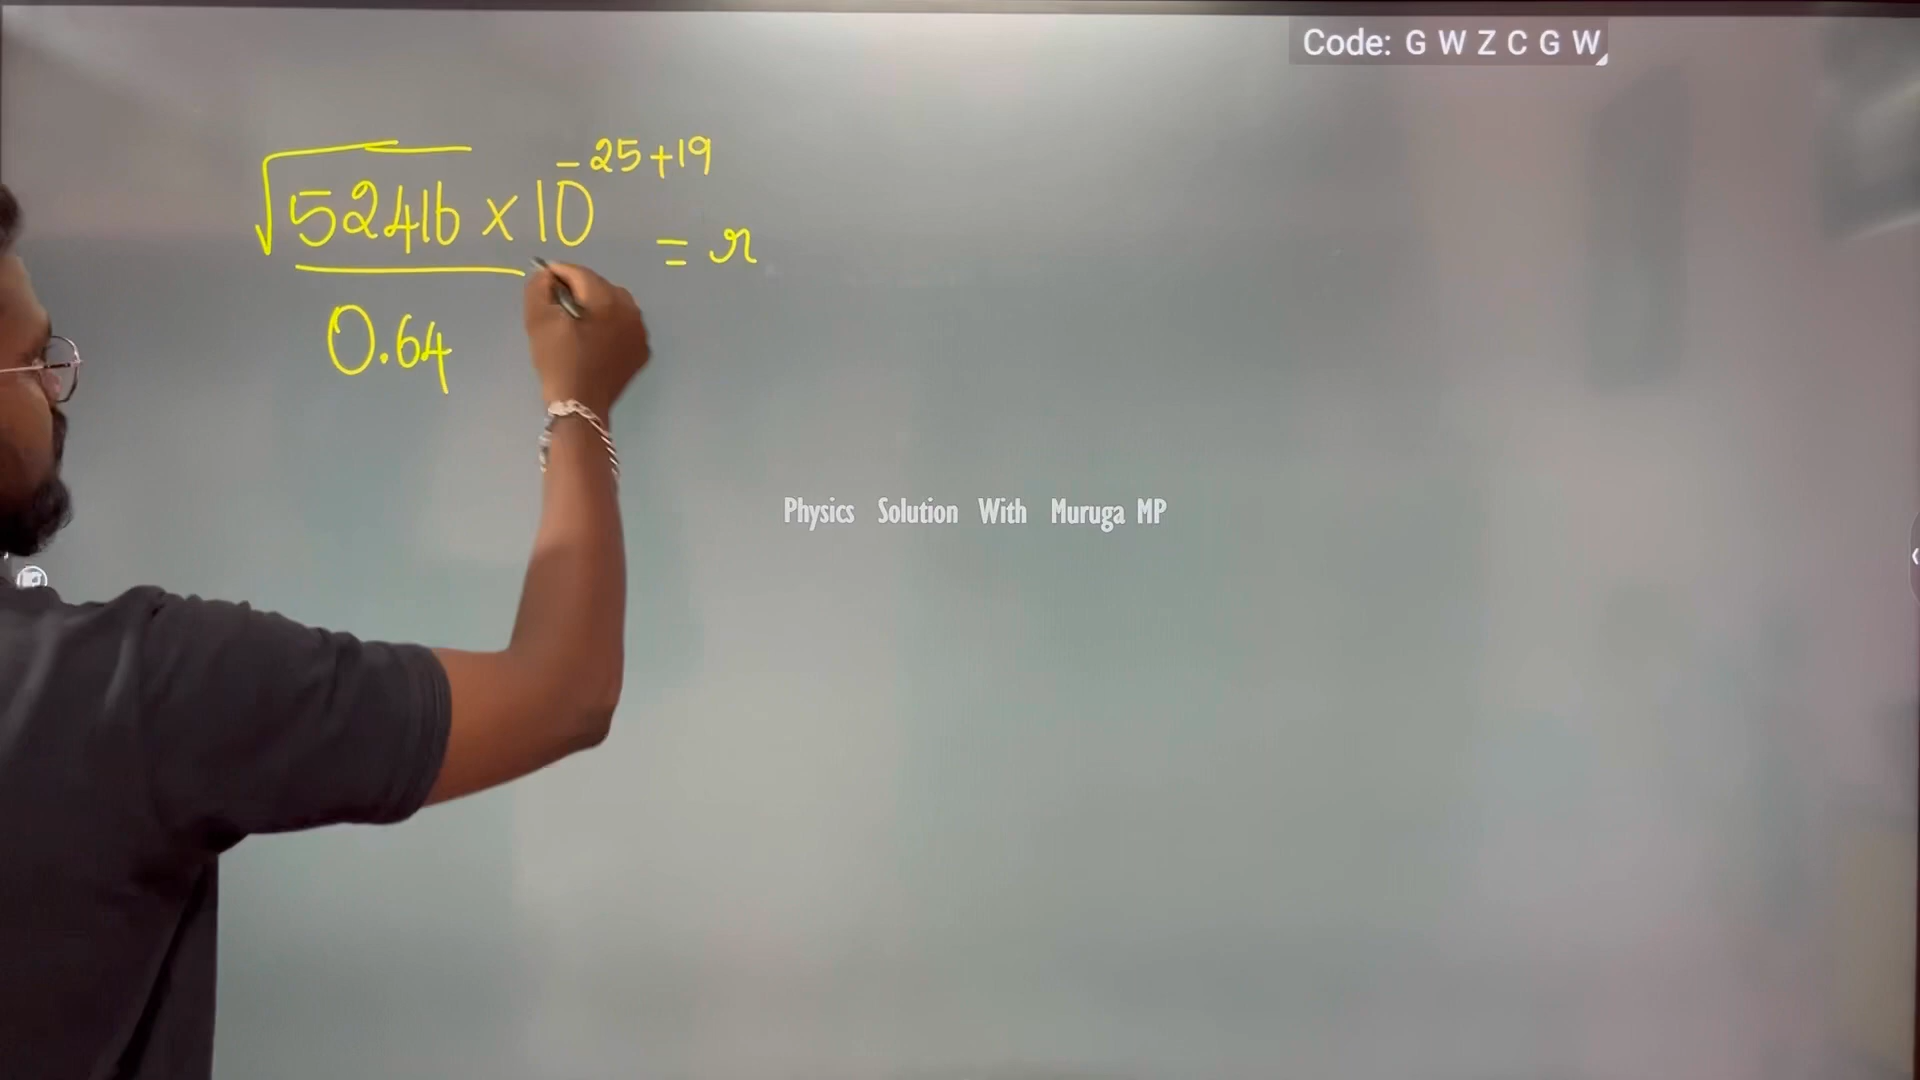 Code: G W Z C G W
√52416 × 10^-25+19 = r
0.64
Physics Solution With Muruga MP